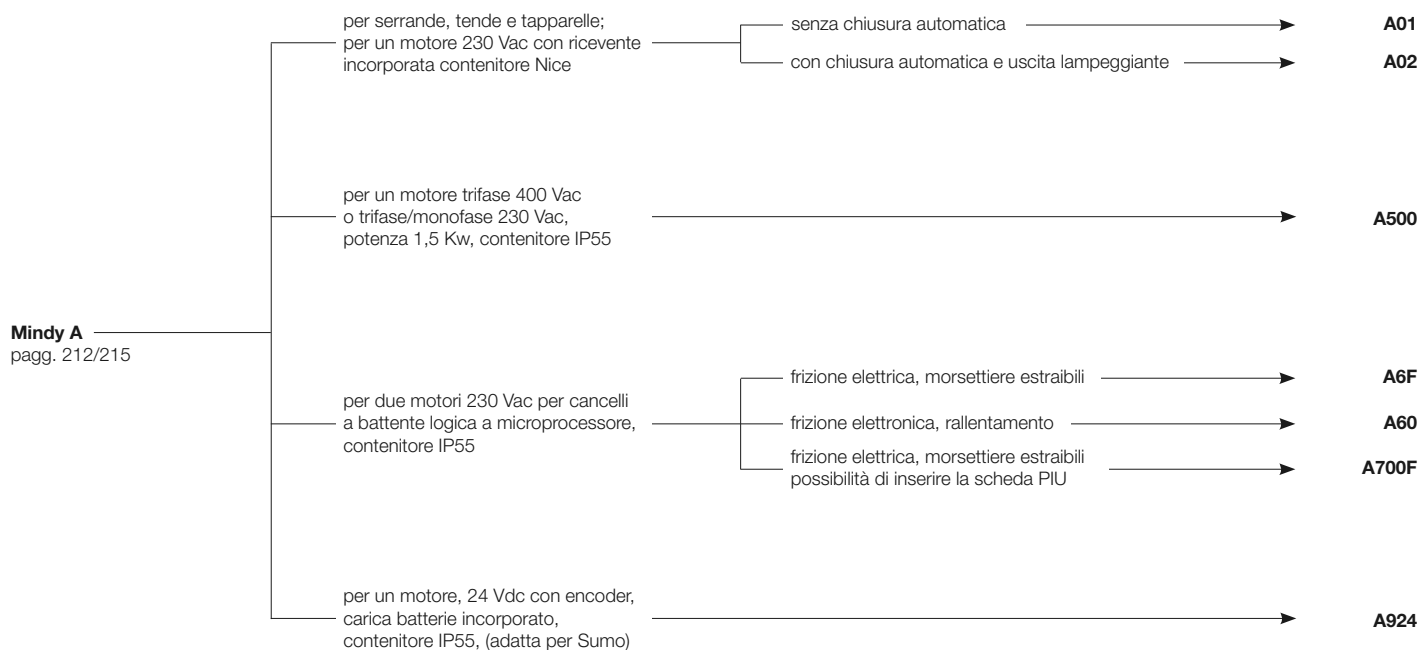 per serrande, tende e tapparelle;
per un motore 230 Vac con ricevente
incorporata contenitore Nice
senza chiusura automatica
A01
con chiusura automatica e uscita lampeggiante
A02
per un motore trifase 400 Vac
o trifase/monofase 230 Vac,
potenza 1,5 Kw, contenitore IP55
A500
Mindy A
pagg. 212/215
per due motori 230 Vac per cancelli
a battente logica a microprocessore,
contenitore IP55
frizione elettrica, morsettiere estraibili
A6F
frizione elettronica, rallentamento
A60
frizione elettrica, morsettiere estraibili
possibilità di inserire la scheda PIU
A700F
per un motore, 24 Vdc con encoder,
carica batterie incorporato,
contenitore IP55, (adatta per Sumo)
A924